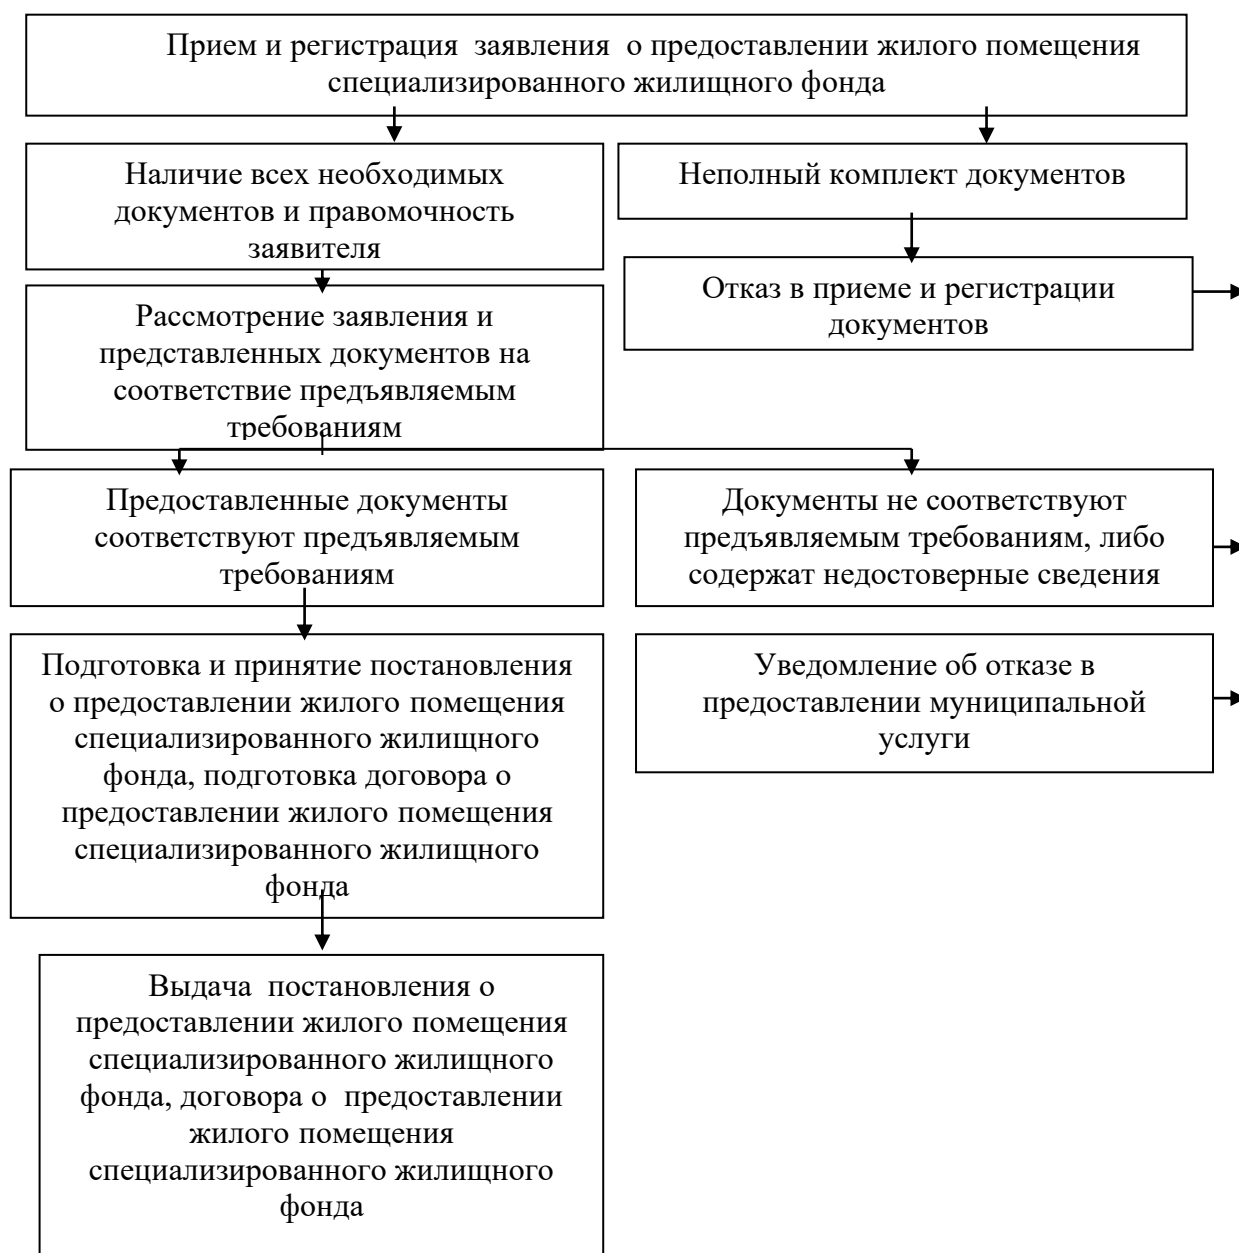 Прием и регистрация заявления о предоставлении жилого помещения
специализированного жилищного фонда
Наличие всех необходимых
документов и правомочность
заявителя
Неполный комплект документов
Отказ в приеме и регистрации
документов
Рассмотрение заявления и
представленных документов на
соответствие предъявляемым
требованиям
Предоставленные документы
соответствуют предъявляемым
требованиям
Документы не соответствуют
предъявляемым требованиям, либо
содержат недостоверные сведения
Подготовка и принятие постановления
о предоставлении жилого помещения
специализированного жилищного
фонда, подготовка договора о
предоставлении жилого помещения
специализированного жилищного
фонда
Уведомление об отказе в
предоставлении муниципальной
услуги
Выдача постановления о
предоставлении жилого помещения
специализированного жилищного
фонда, договора о предоставлении
жилого помещения
специализированного жилищного
фонда